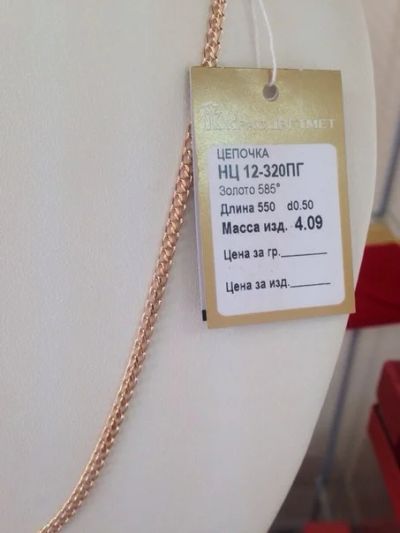 КРАСЦВЕТМЕТ
ЦЕПОЧКА
НЦ 12-320ПГ
Золото 585°
Длина 550 d0.50
Масса изд. 4.09
Цена за гр.
Цена за изд.